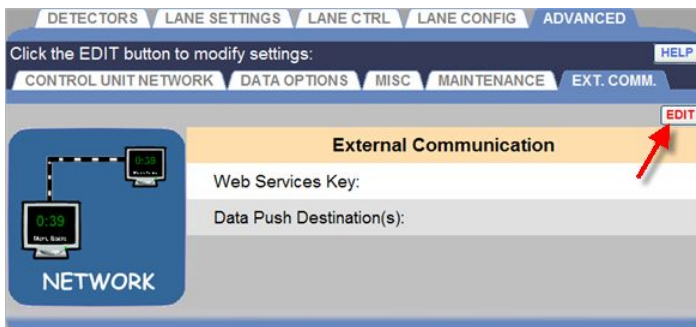 DETECTORS LANE SETTINGS LANE CTRL LANE CONFIG ADVANCED
Click the EDIT button to modify settings:
HELP
CONTROL UNIT NETWORK DATA OPTIONS MISC MAINTENANCE EXT. COMM.
EDIT
External Communication
Web Services Key:
Data Push Destination(s):
0:39
0:39
NETWORK